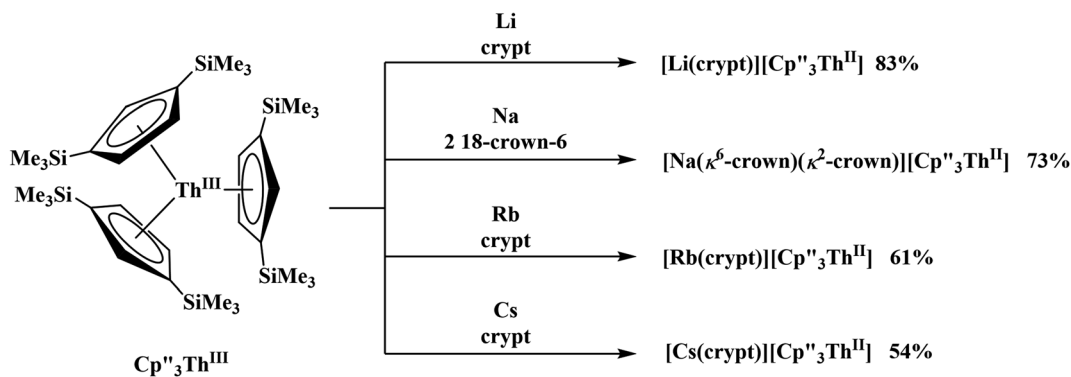 SiMe₃
Me₃Si
SiMe₃
Me₃Si
Thᴵᴵᴵ
SiMe₃
SiMe₃
Cp"₃Thᴵᴵᴵ
Li
crypt
[Li(crypt)][Cp"₃Thᴵᴵ] 83%
Na
2 18-crown-6
[Na(κ⁶-crown)(κ²-crown)][Cp"₃Thᴵᴵ] 73%
Rb
crypt
[Rb(crypt)][Cp"₃Thᴵᴵ] 61%
Cs
crypt
[Cs(crypt)][Cp"₃Thᴵᴵ] 54%